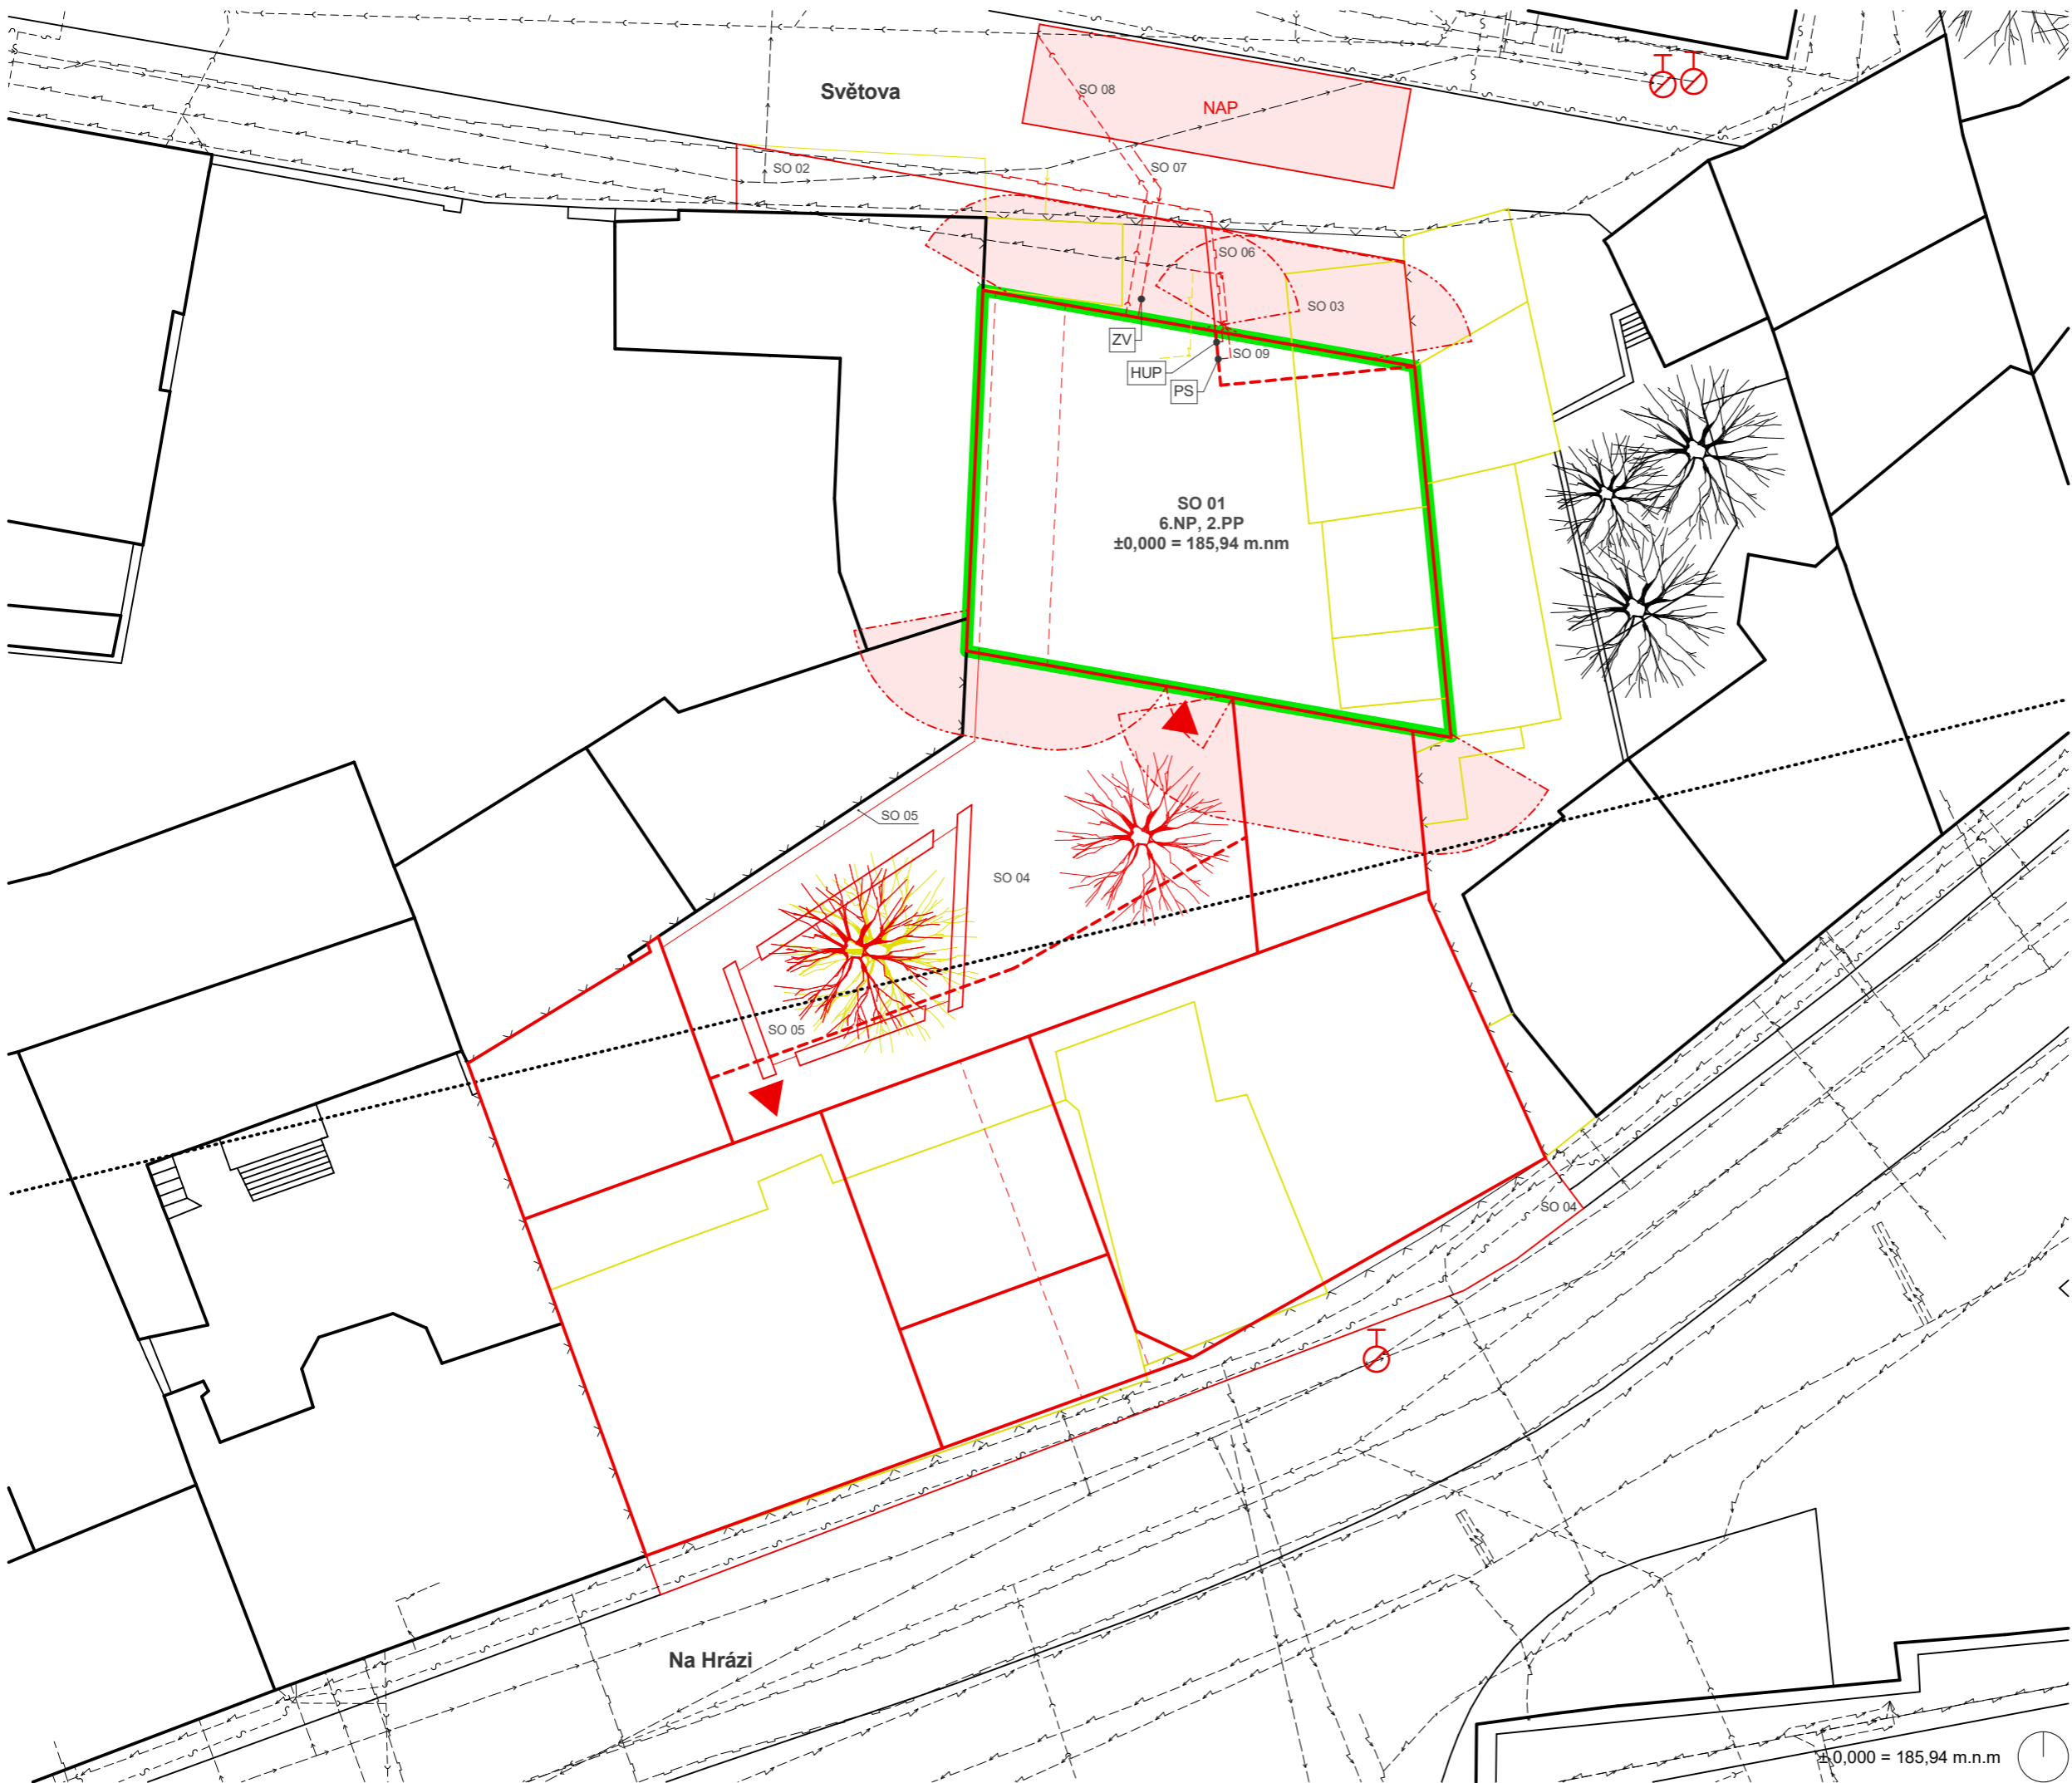 Světova
SO 08
NAP
SO 02
SO 07
SO 06
SO 03
ZV
SO 09
HUP
PS
SO 01
6.NP, 2.PP
±0,000 = 185,94 m.nm
SO 05
SO 04
SO 05
SO 04
Na Hrázi
±0,000 = 185,94 m.n.m